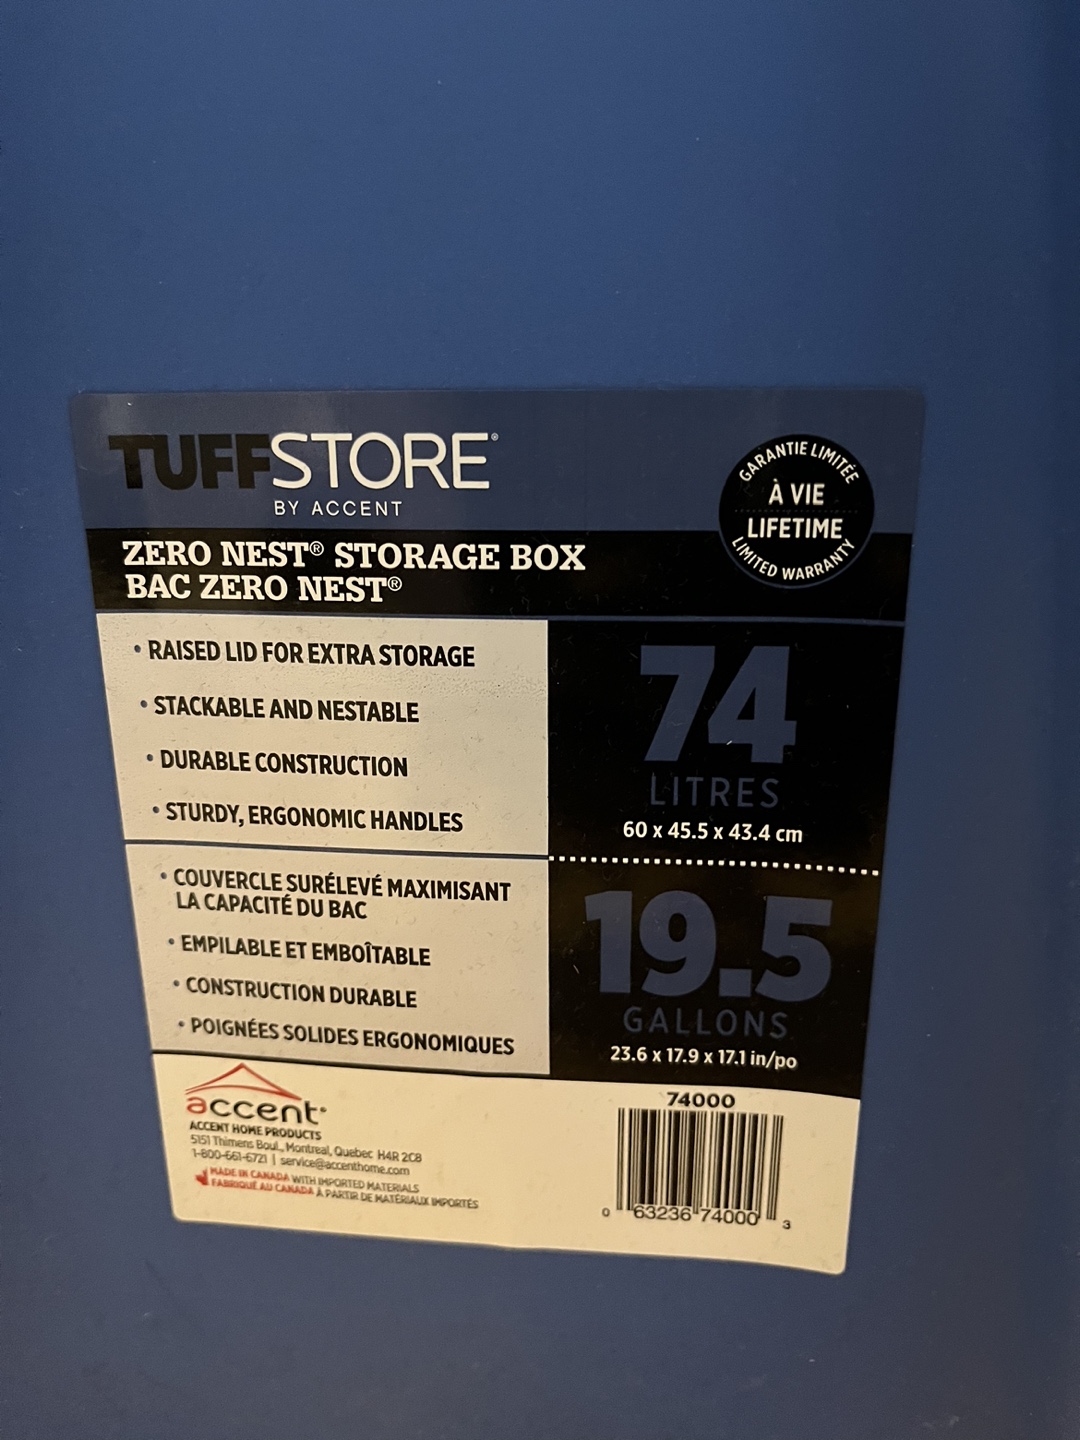 TUFFSTORE®
BY ACCENT
GARANTIE LIMITÉE
À VIE
LIFETIME
LIMITED WARRANTY
ZERO NEST® STORAGE BOX
BAC ZERO NEST®
• RAISED LID FOR EXTRA STORAGE
• STACKABLE AND NESTABLE
• DURABLE CONSTRUCTION
• STURDY, ERGONOMIC HANDLES
74
LITRES
60 x 45.5 x 43.4 cm
• COUVERCLE SURÉLEVÉ MAXIMISANT
LA CAPACITÉ DU BAC
• EMPILABLE ET EMBOÎTABLE
• CONSTRUCTION DURABLE
• POIGNÉES SOLIDES ERGONOMIQUES
19.5
GALLONS
23.6 x 17.9 x 17.1 in/po
accent®
ACCENT HOME PRODUCTS
5151 Thimens Boul., Montreal, Quebec H4R 2C8
1-800-661-6721 | service@accenthome.com
MADE IN CANADA WITH IMPORTED MATERIALS
FABRIQUÉ AU CANADA À PARTIR DE MATÉRIAUX IMPORTÉS
74000
0 63236 74000 3